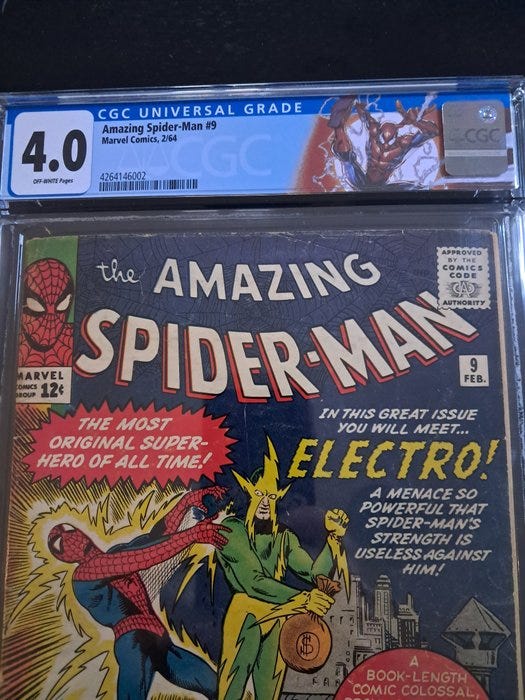 CGC UNIVERSAL GRADE
4.0
OFF-WHITE Pages
Amazing Spider-Man #9
Marvel Comics, 2/64
4264146002
CGC
CGC
the AMAZING
SPIDER-MAN
APPROVED
BY THE
COMICS
CODE
CA
AUTHORITY
MARVEL
COMICS
GROUP 12¢
9
FEB.
THE MOST
ORIGINAL SUPER-
HERO OF ALL TIME!
IN THIS GREAT ISSUE
YOU WILL MEET...
ELECTRO!
A MENACE SO
POWERFUL THAT
SPIDER-MAN'S
STRENGTH IS
USELESS AGAINST
HIM!
$
A
BOOK-LENGTH
COMIC COLOSSAL,